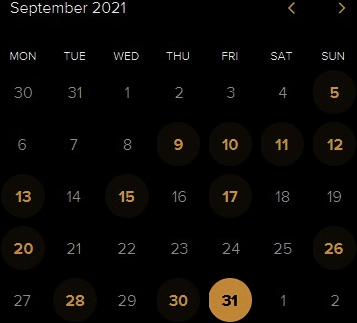 September 2021
MON TUE WED THU FRI SAT SUN
30 31 1 2 3 4 5
6 7 8 9 10 11 12
13 14 15 16 17 18 19
20 21 22 23 24 25 26
27 28 29 30 31 1 2